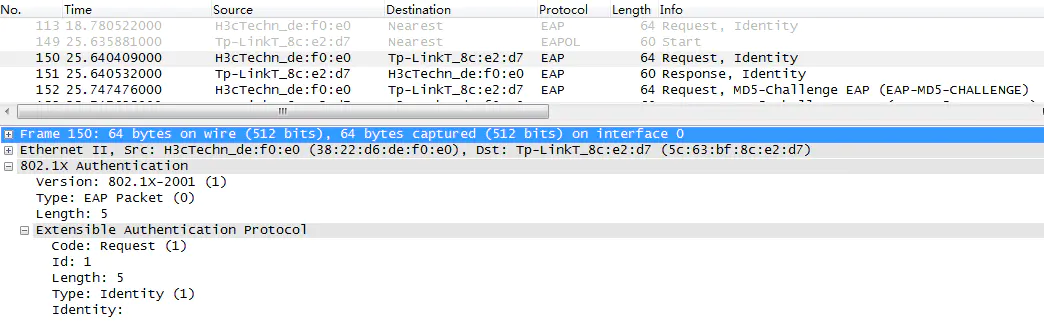 No. Time Source Destination Protocol Length Info
113 18.780522000 H3cTechn_de:f0:e0 Nearest EAP 64 Request, Identity
149 25.635881000 Tp-LinkT_8c:e2:d7 Nearest EAPOL 60 Start
150 25.640409000 H3cTechn_de:f0:e0 Tp-LinkT_8c:e2:d7 EAP 64 Request, Identity
151 25.640532000 Tp-LinkT_8c:e2:d7 H3cTechn_de:f0:e0 EAP 60 Response, Identity
152 25.747476000 H3cTechn_de:f0:e0 Tp-LinkT_8c:e2:d7 EAP 64 Request, MD5-Challenge EAP (EAP-MD5-CHALLENGE)
Frame 150: 64 bytes on wire (512 bits), 64 bytes captured (512 bits) on interface 0
Ethernet II, Src: H3cTechn_de:f0:e0 (38:22:d6:de:f0:e0), Dst: Tp-LinkT_8c:e2:d7 (5c:63:bf:8c:e2:d7)
802.1X Authentication
Version: 802.1X-2001 (1)
Type: EAP Packet (0)
Length: 5
Extensible Authentication Protocol
Code: Request (1)
Id: 1
Length: 5
Type: Identity (1)
Identity: